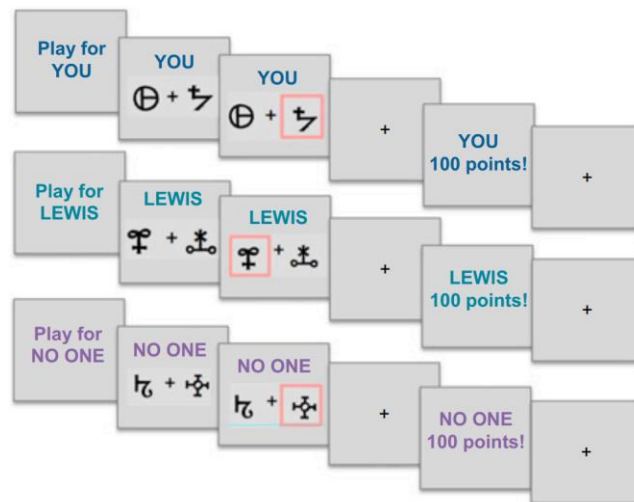 Play for
YOU
YOU
+
YOU
+
+
YOU
100 points!
+
Play for
LEWIS
LEWIS
+
LEWIS
+
+
LEWIS
100 points!
+
Play for
NO ONE
NO ONE
+
NO ONE
+
+
NO ONE
100 points!
+